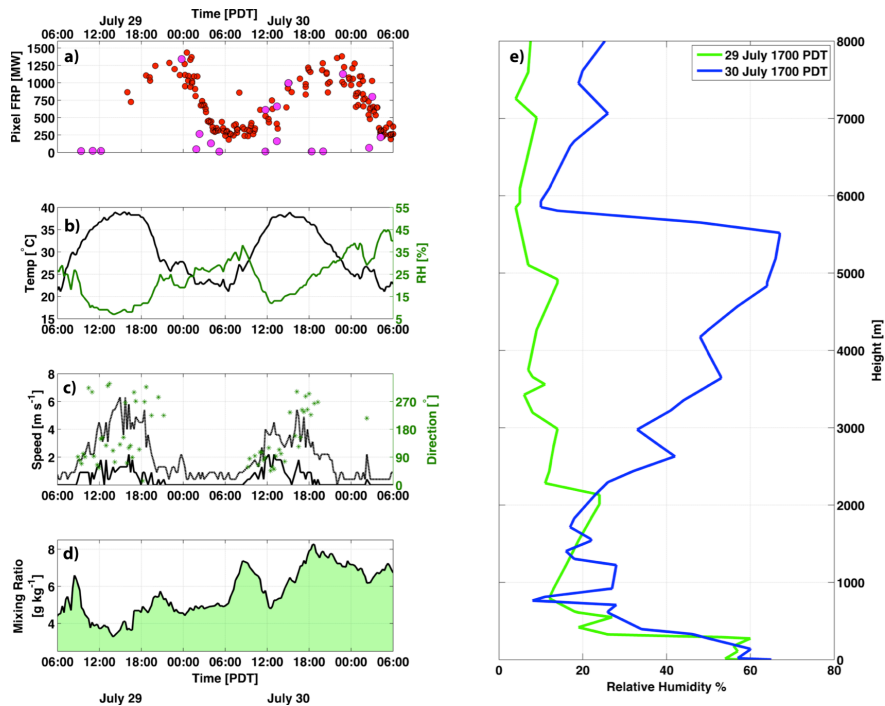 Time [PDT]
July 29 July 30
06:00 12:00 18:00 00:00 06:00 12:00 18:00 00:00 06:00
a)
Pixel FRP [MW]
1500
1250
1000
750
500
250
0
b)
Temp [°C]
40
35
30
25
20
15
55
45
35
25
15
5
RH [%]
06:00 12:00 18:00 00:00 06:00 12:00 18:00 00:00 06:00
c)
Speed [m s-1]
8
6
4
2
0
270
180
90
0
Direction [ °]
06:00 12:00 18:00 00:00 06:00 12:00 18:00 00:00 06:00
d)
Mixing Ratio
[g kg-1]
8
6
4
06:00 12:00 18:00 00:00 06:00 12:00 18:00 00:00 06:00
Time [PDT]
July 29 July 30
e)
29 July 1700 PDT
30 July 1700 PDT
8000
7000
6000
5000
4000
3000
2000
1000
0
Height [m]
0 20 40 60 80
Relative Humidity %